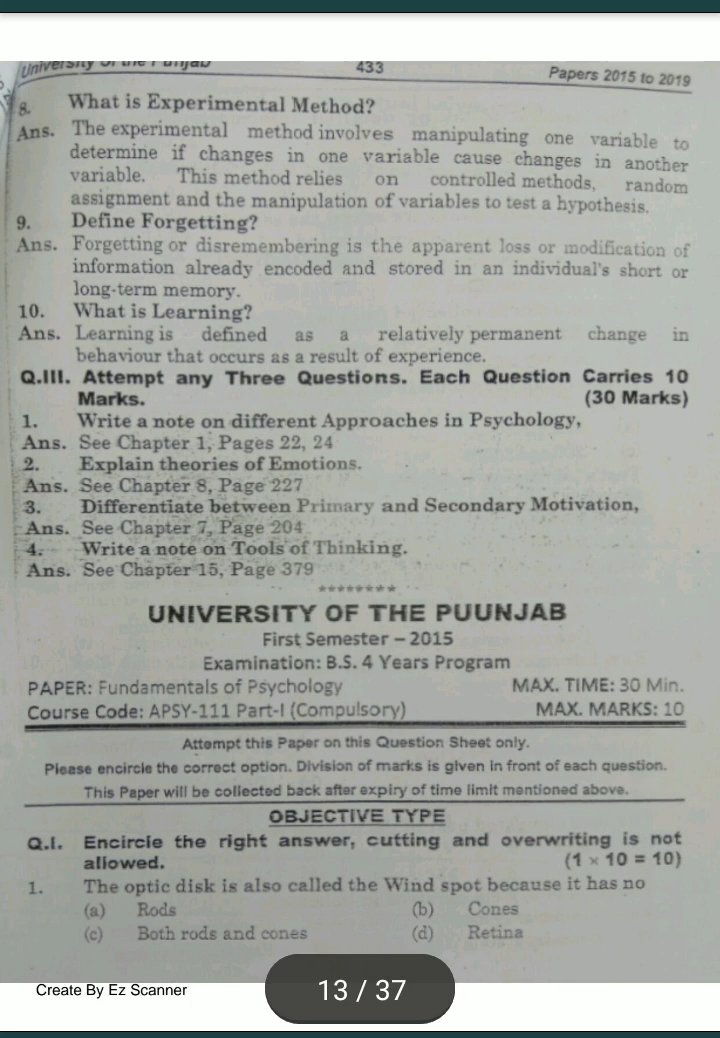 University of the Punjab 433 Papers 2015 to 2019
8. What is Experimental Method?
Ans. The experimental method involves manipulating one variable to
determine if changes in one variable cause changes in another
variable. This method relies on controlled methods, random
assignment and the manipulation of variables to test a hypothesis.
9. Define Forgetting?
Ans. Forgetting or disremembering is the apparent loss or modification of
information already encoded and stored in an individual's short or
long-term memory.
10. What is Learning?
Ans. Learning is defined as a relatively permanent change in
behaviour that occurs as a result of experience.
Q.III. Attempt any Three Questions. Each Question Carries 10
Marks. (30 Marks)
1. Write a note on different Approaches in Psychology,
Ans. See Chapter 1, Pages 22, 24
2. Explain theories of Emotions.
Ans. See Chapter 8, Page 227
3. Differentiate between Primary and Secondary Motivation,
Ans. See Chapter 7, Page 204
4. Write a note on Tools of Thinking.
Ans. See Chapter 15, Page 379
********
UNIVERSITY OF THE PUUNJAB
First Semester – 2015
Examination: B.S. 4 Years Program
PAPER: Fundamentals of Psychology MAX. TIME: 30 Min.
Course Code: APSY-111 Part-I (Compulsory) MAX. MARKS: 10
Attempt this Paper on this Question Sheet only.
Please encircle the correct option. Division of marks is given in front of each question.
This Paper will be collected back after expiry of time limit mentioned above.
OBJECTIVE TYPE
Q.I. Encircle the right answer, cutting and overwriting is not
allowed. (1 × 10 = 10)
1. The optic disk is also called the Wind spot because it has no
(a) Rods (b) Cones
(c) Both rods and cones (d) Retina
Create By Ez Scanner
13 / 37